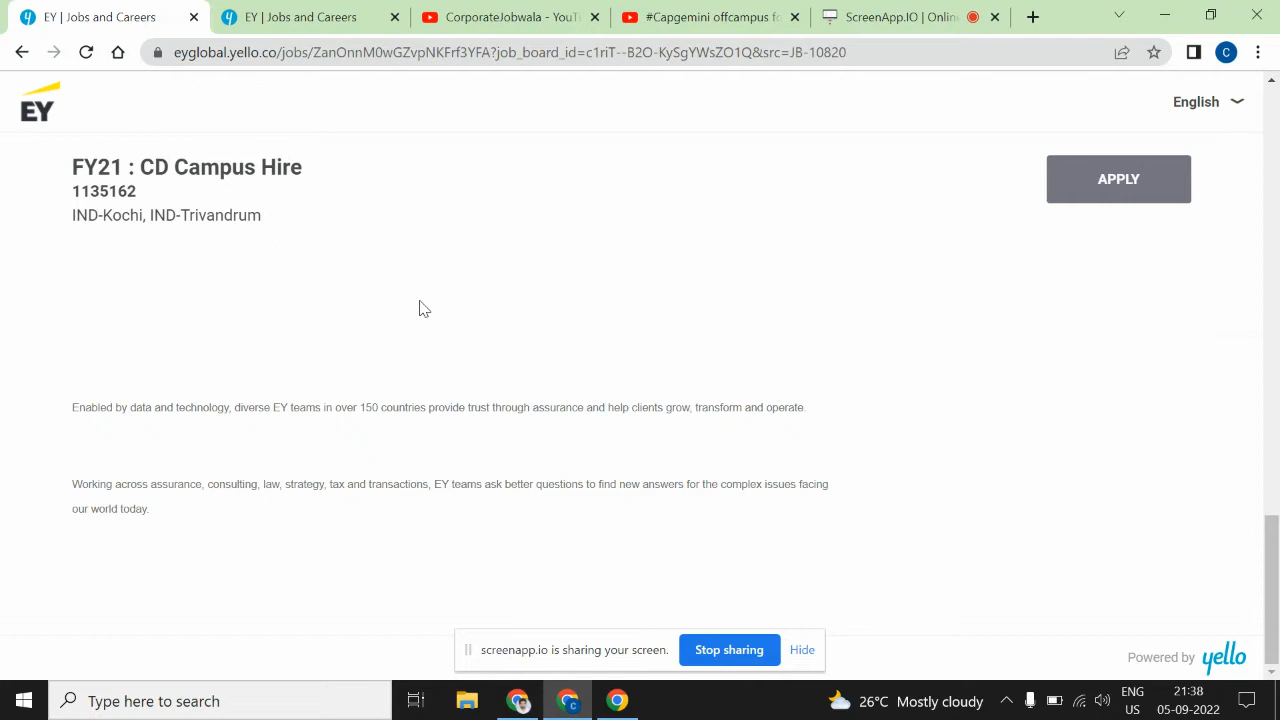 EY | Jobs and Careers
EY | Jobs and Careers
CorporateJobwala - YouT
#Capgemini offcampus fo
ScreenApp.IO | Online
eyglobal.yello.co/jobs/ZanOnnM0wGZvpNKFrf3YFA?job_board_id=c1riT--B2O-KySgYWsZO1Q&src=JB-10820
C
EY
English
FY21 : CD Campus Hire
APPLY
1135162
IND-Kochi, IND-Trivandrum
Enabled by data and technology, diverse EY teams in over 150 countries provide trust through assurance and help clients grow, transform and operate.
Working across assurance, consulting, law, strategy, tax and transactions, EY teams ask better questions to find new answers for the complex issues facing
our world today.
screenapp.io is sharing your screen.
Stop sharing
Hide
Powered by yello
Type here to search
26°C Mostly cloudy
ENG
US
21:38
05-09-2022